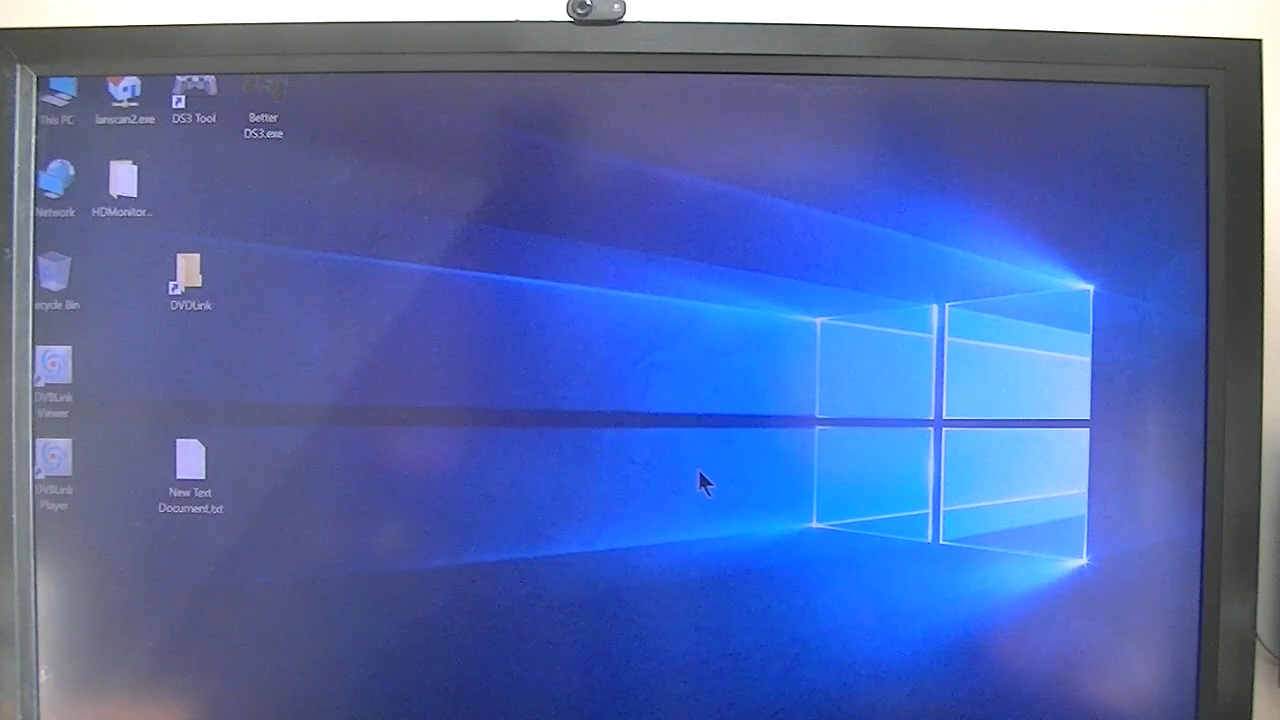 This PC
lanscan2.exe
DS3 Tool
Better
DS3.exe
Network
HDMonitor...
ecycle Bin
DVDLink
DVBLink
Viewer
DVBLink
Player
New Text
Document.txt